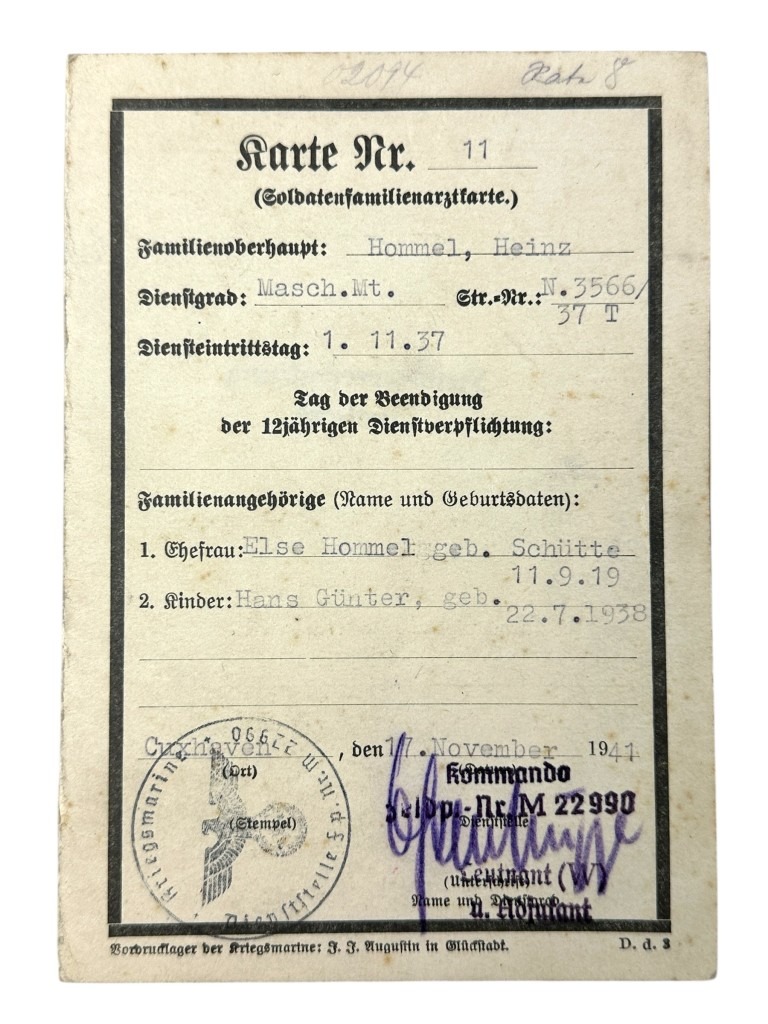 02094
Karte Nr. 11
(Soldatenfamilienarztkarte.)
Familienoberhaupt: Hommel, Heinz
Dienstgrad: Masch.Mt. Str.-Nr.: N.3566/
37 T
Diensteintrittstag: 1. 11.37
Tag der Beendigung
der 12jährigen Dienstverpflichtung:
Familienangehörige (Name und Geburtsdaten):
1. Ehefrau: Else Hommel geb. Schütte
11.9.19
2. Kinder: Hans Günter, geb.
22.7.1938
Cuxhaven, den 17. November 1941
(Ort)
Kommando
Feldp.-Nr. M 22990
Dienststelle
(Stempel)
Leutnant (W)
(Unterschrift)
Name und Dienstgrad
u. Adjutant
Kriegsmarine
Dienststelle d. F. Nr. M 22990
Vordrucklager der Kriegsmarine: J. J. Augustin in Glückstadt. D. d. 3